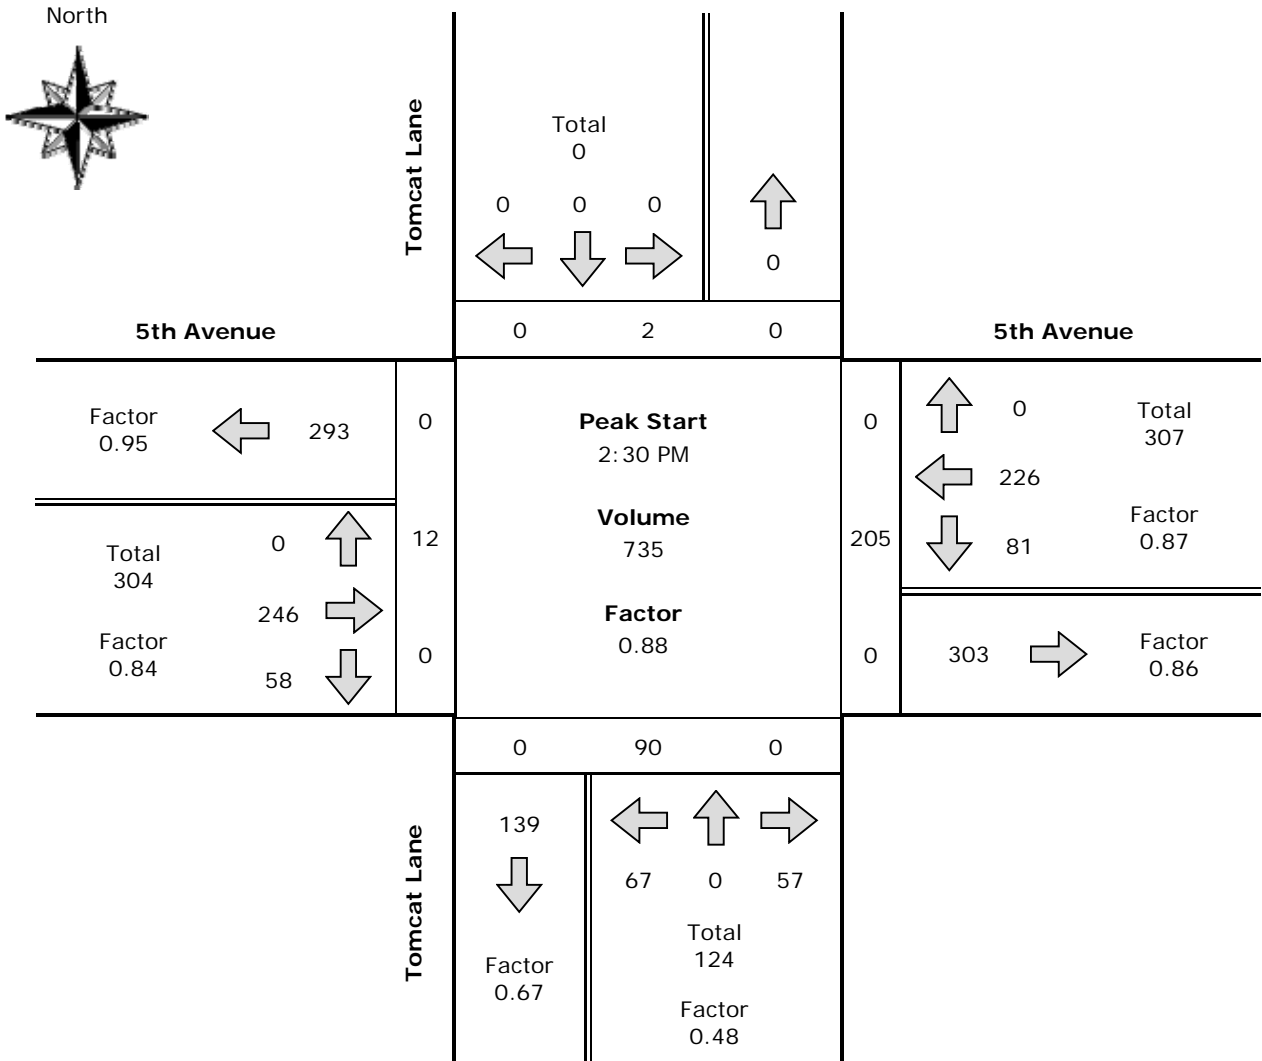 North
Tomcat Lane
Total
0
0 0 0
0
5th Avenue
0 2 0
5th Avenue
Factor
0.95
293
0
Peak Start
2:30 PM
Volume
735
Factor
0.88
0
0
226
81
Total
307
Factor
0.87
Total
304
Factor
0.84
0
246
58
12
0
205
0
303
Factor
0.86
0 90 0
Tomcat Lane
139
Factor
0.67
67 0 57
Total
124
Factor
0.48